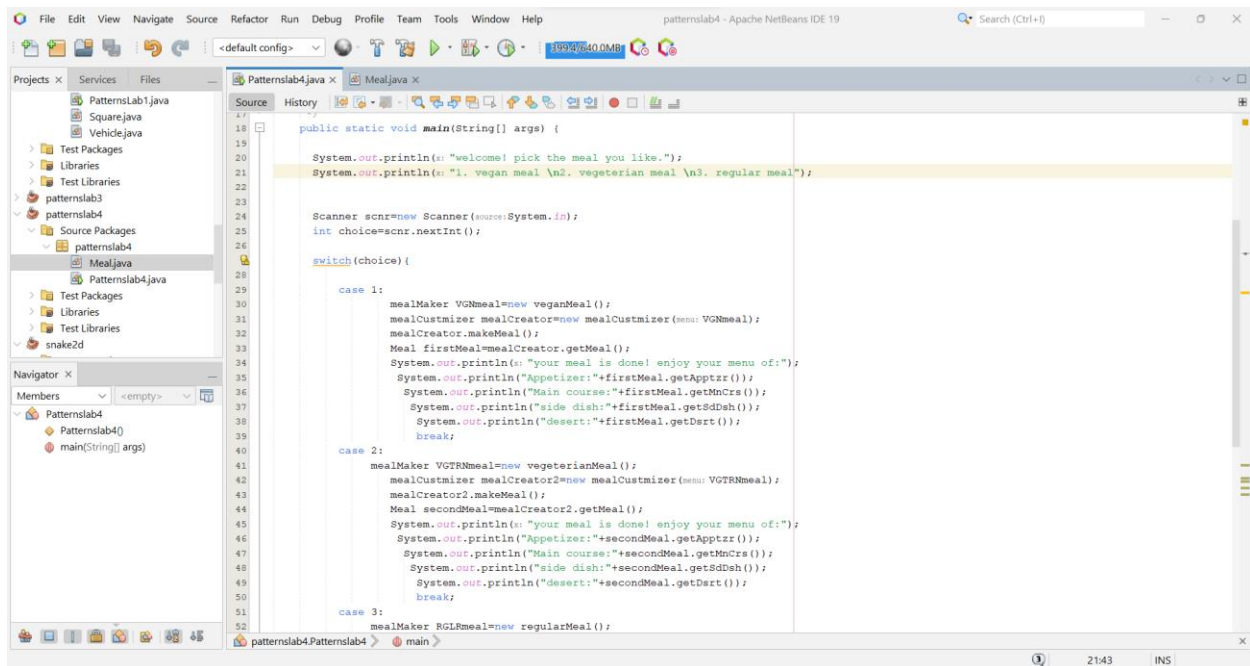 File Edit View Navigate Source Refactor Run Debug Profile Team Tools Window Help patternslab4 - Apache NetBeans IDE 19 Search (Ctrl+I)
<default config> 399.4/640.0MB
Projects Services Files
Patternslab4.java Meal.java
Source History
PatternsLab1.java
Square.java
Vehicle.java
Test Packages
Libraries
Test Libraries
patternslab3
patternslab4
Source Packages
patternslab4
Meal.java
Patternslab4.java
Test Packages
Libraries
Test Libraries
snake2d
Navigator
Members <empty>
Patternslab4
Patternslab4()
main(String[] args)
17 */
18 public static void main(String[] args) {
19
20 System.out.println(x: "welcome! pick the meal you like.");
21 System.out.println(x: "1. vegan meal \n2. vegeterian meal \n3. regular meal");
22
23
24 Scanner scnr=new Scanner(source:System.in);
25 int choice=scnr.nextInt();
26
switch(choice){
28
29 case 1:
30 mealMaker VGNmeal=new veganMeal();
31 mealCustmizer mealCreator=new mealCustmizer(menu: VGNmeal);
32 mealCreator.makeMeal();
33 Meal firstMeal=mealCreator.getMeal();
34 System.out.println(x: "your meal is done! enjoy your menu of:");
35 System.out.println("Appetizer:"+firstMeal.getApptzr());
36 System.out.println("Main course:"+firstMeal.getMnCrs());
37 System.out.println("side dish:"+firstMeal.getSdDsh());
38 System.out.println("desert:"+firstMeal.getDsrt());
39 break;
40 case 2:
41 mealMaker VGTRNmeal=new vegeterianMeal();
42 mealCustmizer mealCreator2=new mealCustmizer(menu: VGTRNmeal);
43 mealCreator2.makeMeal();
44 Meal secondMeal=mealCreator2.getMeal();
45 System.out.println(x: "your meal is done! enjoy your menu of:");
46 System.out.println("Appetizer:"+secondMeal.getApptzr());
47 System.out.println("Main course:"+secondMeal.getMnCrs());
48 System.out.println("side dish:"+secondMeal.getSdDsh());
49 System.out.println("desert:"+secondMeal.getDsrt());
50 break;
51 case 3:
52 mealMaker RGLRmeal=new regularMeal();
patternslab4.Patternslab4 main
3 21:43 INS